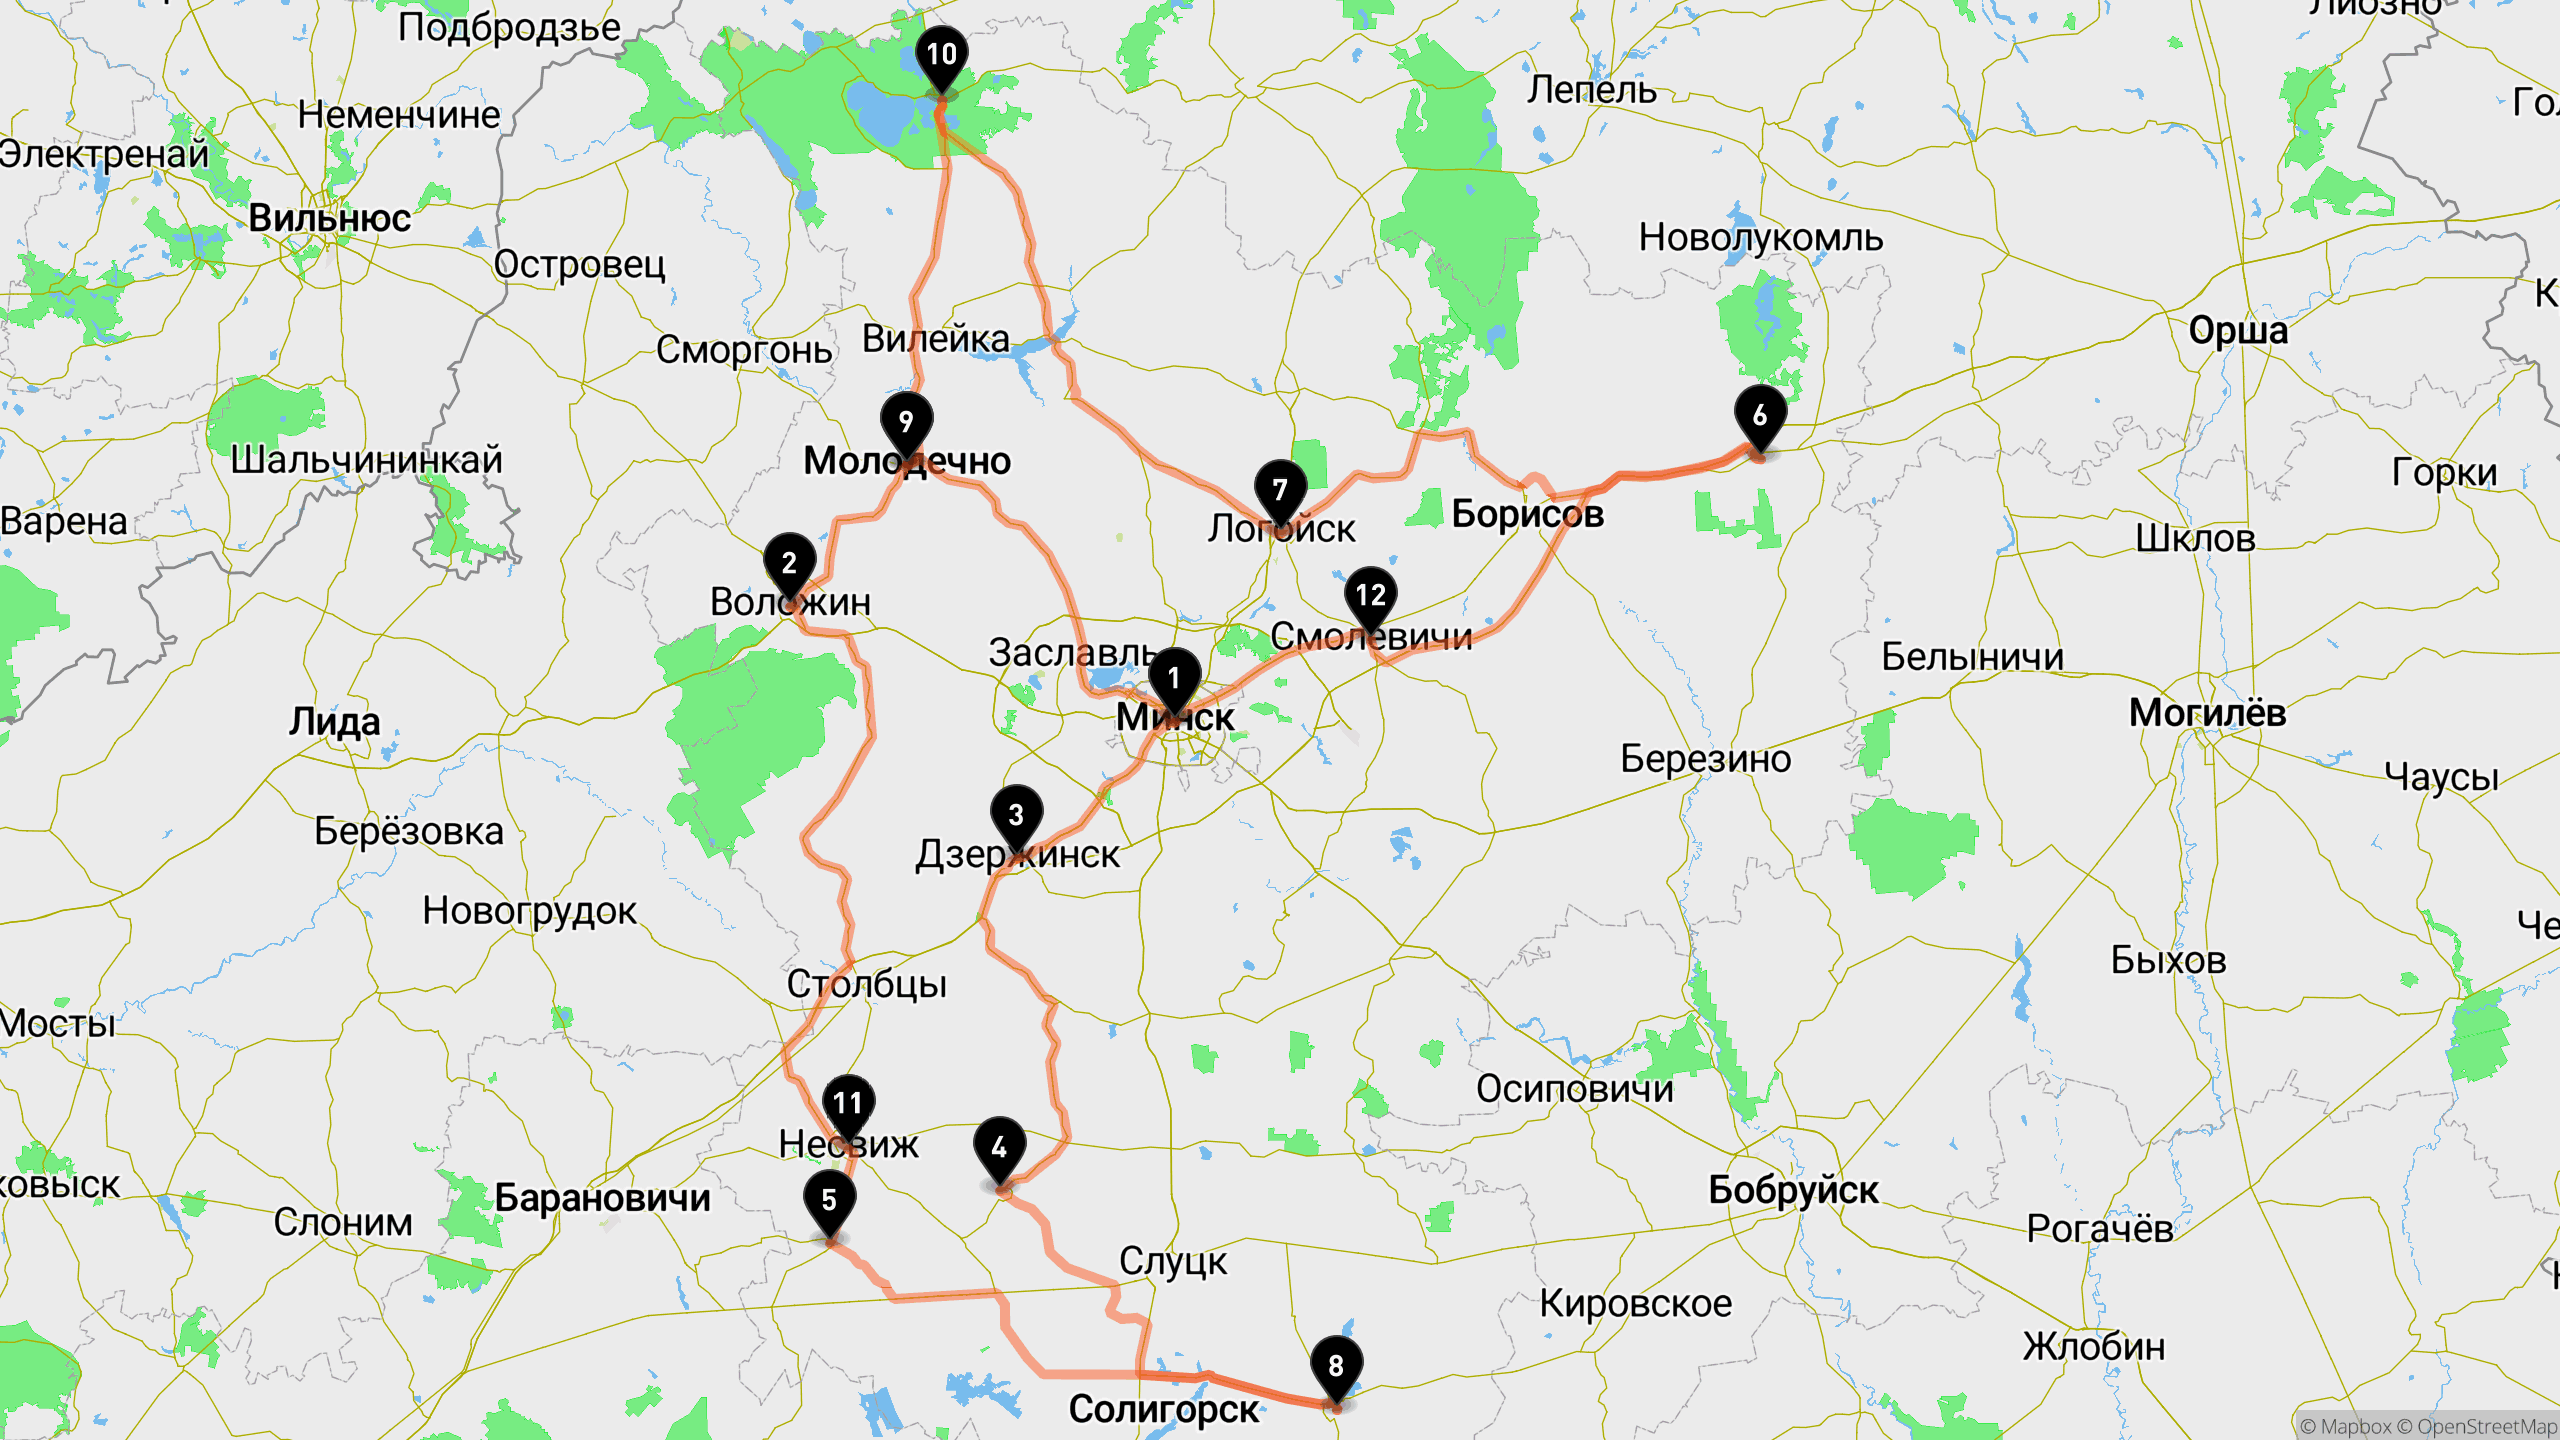 Подбродзье
10
Лепель
Неменчине
Электренай
Вильнюс
Новолукомль
Островец
Орша
Вилейка
Сморгонь
9
6
Шальчининкай
Молодечно
Горки
7
Варена
Логойск
Борисов
Шклов
2
12
Воложин
Смолевичи
Заславль
Белыничи
1
Лида
Минск
Могилёв
Березино
Чаусы
3
Берёзовка
Дзержинск
Новогрудок
Столбцы
Быхов
Мосты
Осиповичи
11
Несвиж
4
5
ковыск
Барановичи
Бобруйск
Слоним
Рогачёв
Слуцк
Кировское
Жлобин
8
Солигорск
© Mapbox © OpenStreetMap